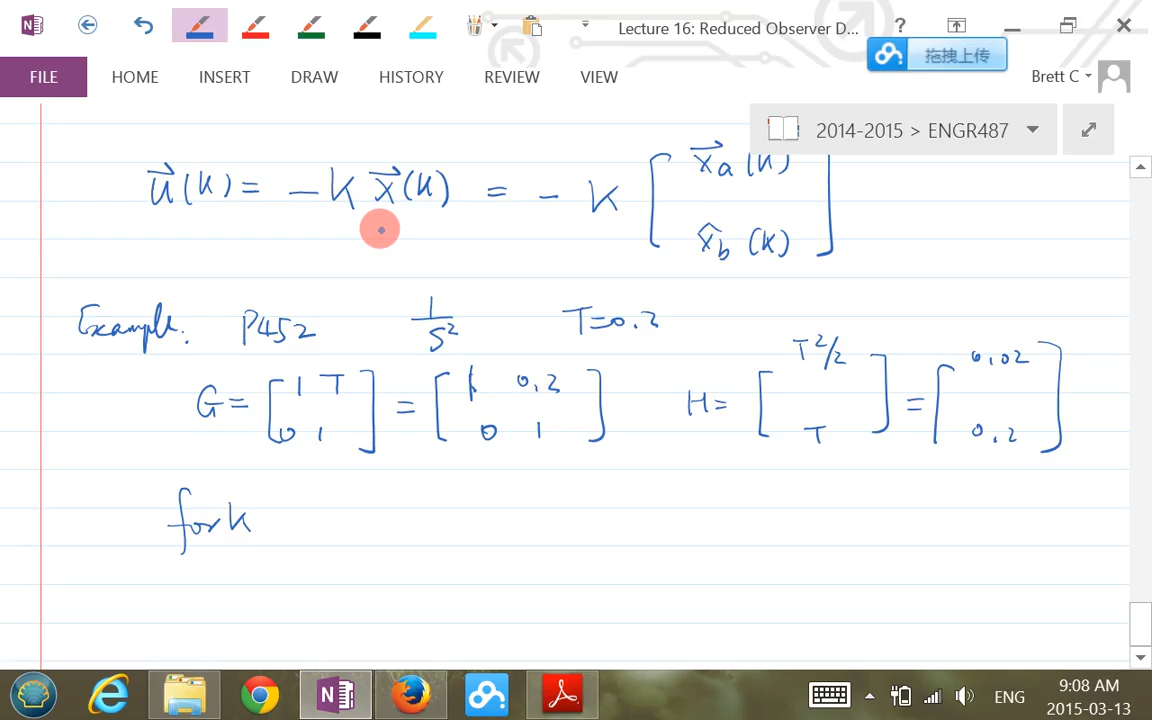 Lecture 16: Reduced Observer D...
?
拖拽上传
FILE HOME INSERT DRAW HISTORY REVIEW VIEW
Brett C
2014-2015 > ENGR487
u⃗(k) = -K x⃗(k) = -K [ x⃗a(k) ; x̂b(k) ]
Example: P452 1/S² T=0.2
G = [ 1 T ; 0 1 ] = [ 1 0.2 ; 0 1 ] H = [ T²/2 ; T ] = [ 0.02 ; 0.2 ]
for k
ENG
9:08 AM
2015-03-13